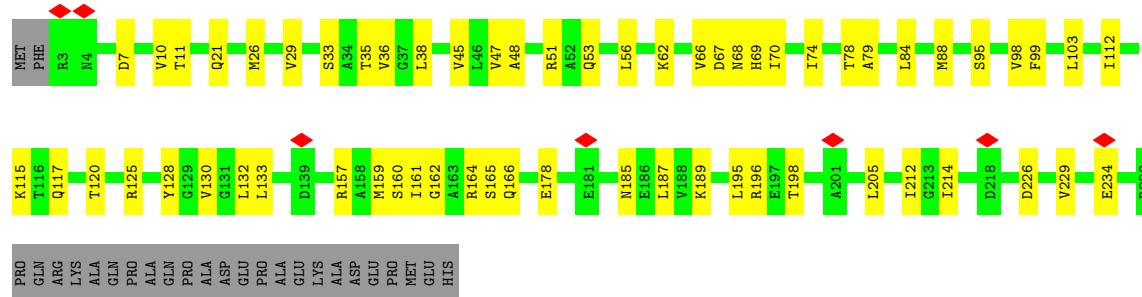 MET PHE R3 N4 D7 V10 T11 Q21 M26 V29 S33 A34 T35 V36 G37 L38 V45 L46 V47 A48 R51 A52 Q53 L56 K62 V66 D67 N68 H69 I70 I74 T78 A79 L84 M88 S95 V98 F99 L103 I112
K115 T116 Q117 T120 R125 Y128 G129 V130 G131 L132 L133 D139 R157 A158 M159 S160 I161 G162 A163 R164 S165 Q166 E178 E181 N185 E186 L187 V188 K189 L195 R196 E197 T198 A201 L205 I212 G213 I214 D218 D226 V229 E234
PRO GLN ARG LYS ALA GLN PRO ALA GLN PRO ALA ASP GLU PRO ALA GLU LYS ALA ASP GLU PRO MET GLU HIS